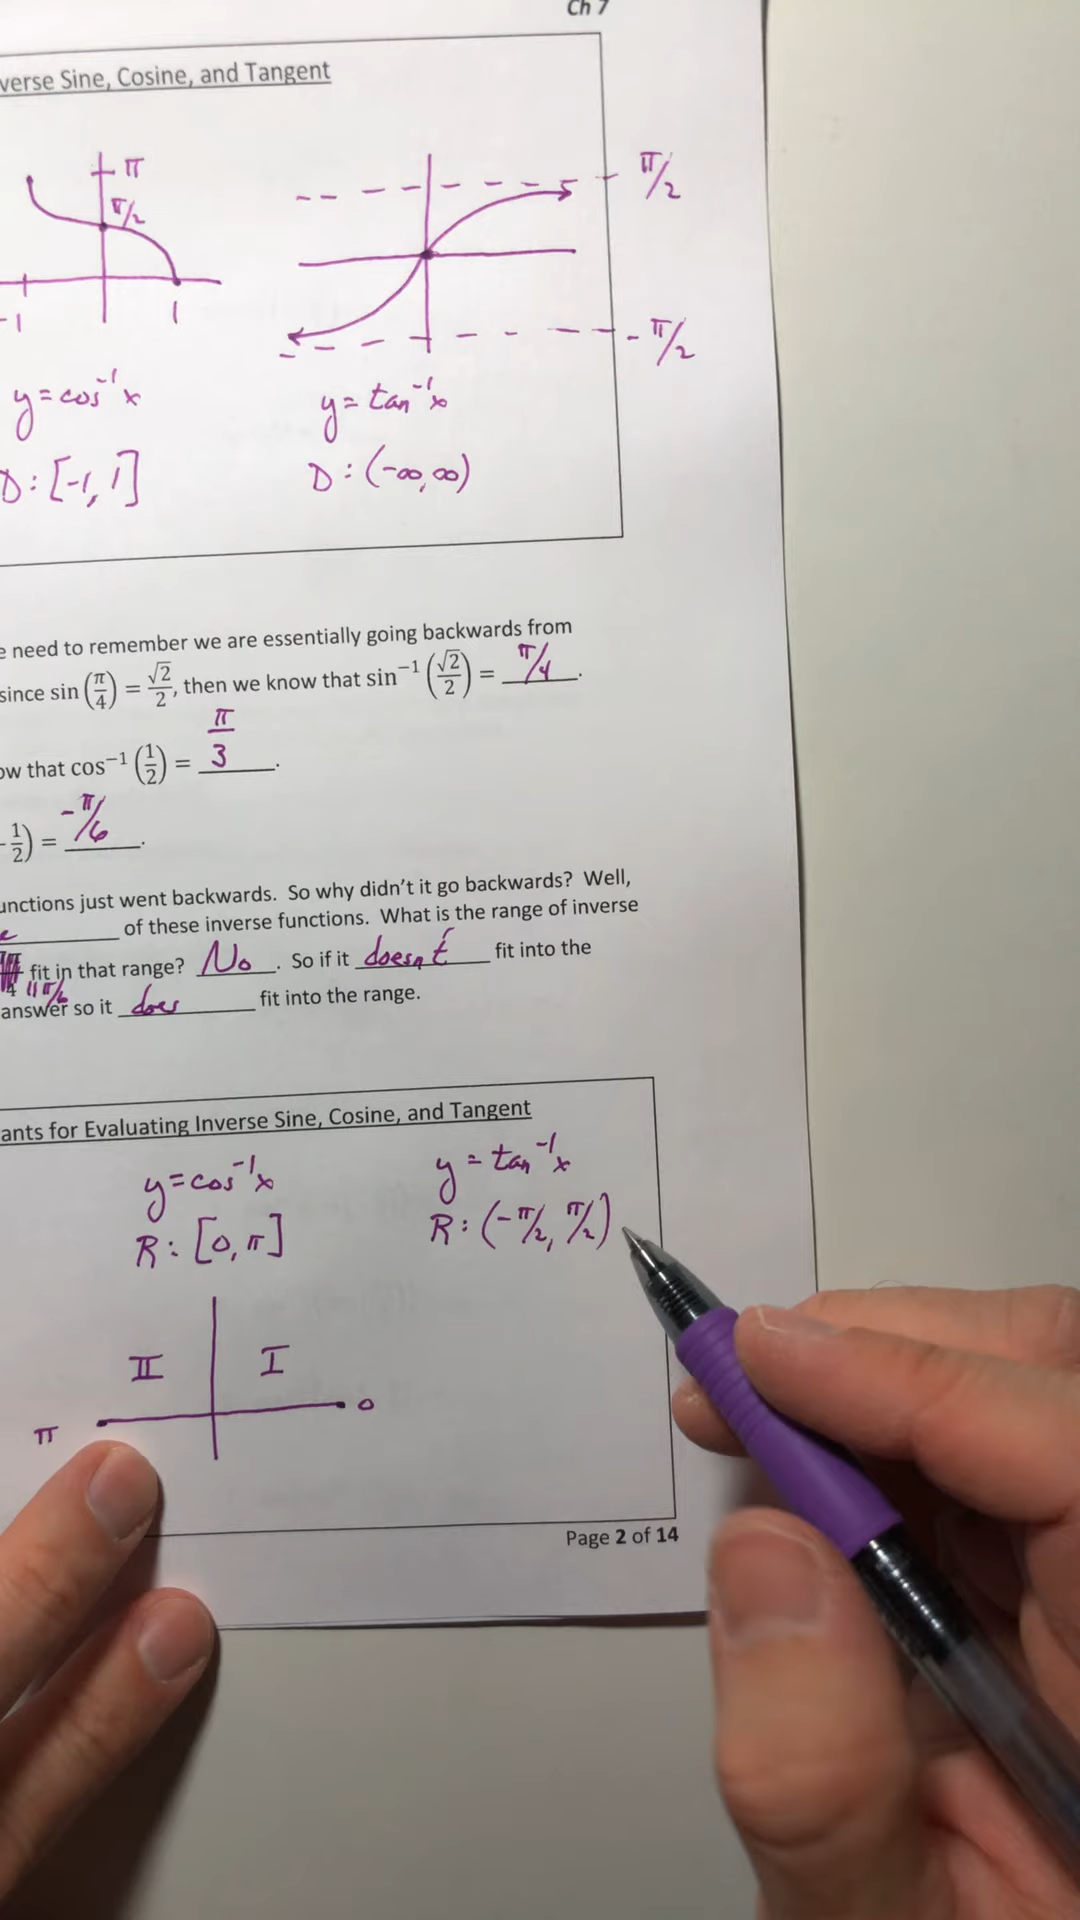 Ch 7
verse Sine, Cosine, and Tangent
π
π/2
π/2
-1
1
-π/2
y = cos⁻¹x
y = tan⁻¹x
D: [-1, 1]
D: (-∞, ∞)
e need to remember we are essentially going backwards from
since sin (π/4) = √2/2, then we know that sin⁻¹ (√2/2) = π/4.
ow that cos⁻¹ (1/2) = π/3.
-1/2) = -π/6.
unctions just went backwards. So why didn't it go backwards? Well,
e of these inverse functions. What is the range of inverse
fit in that range? No. So if it doesn't fit into the
11π/6
answer so it does fit into the range.
ants for Evaluating Inverse Sine, Cosine, and Tangent
y = cos⁻¹x
y = tan⁻¹x
R: [0, π]
R: (-π/2, π/2)
II
I
π
0
Page 2 of 14